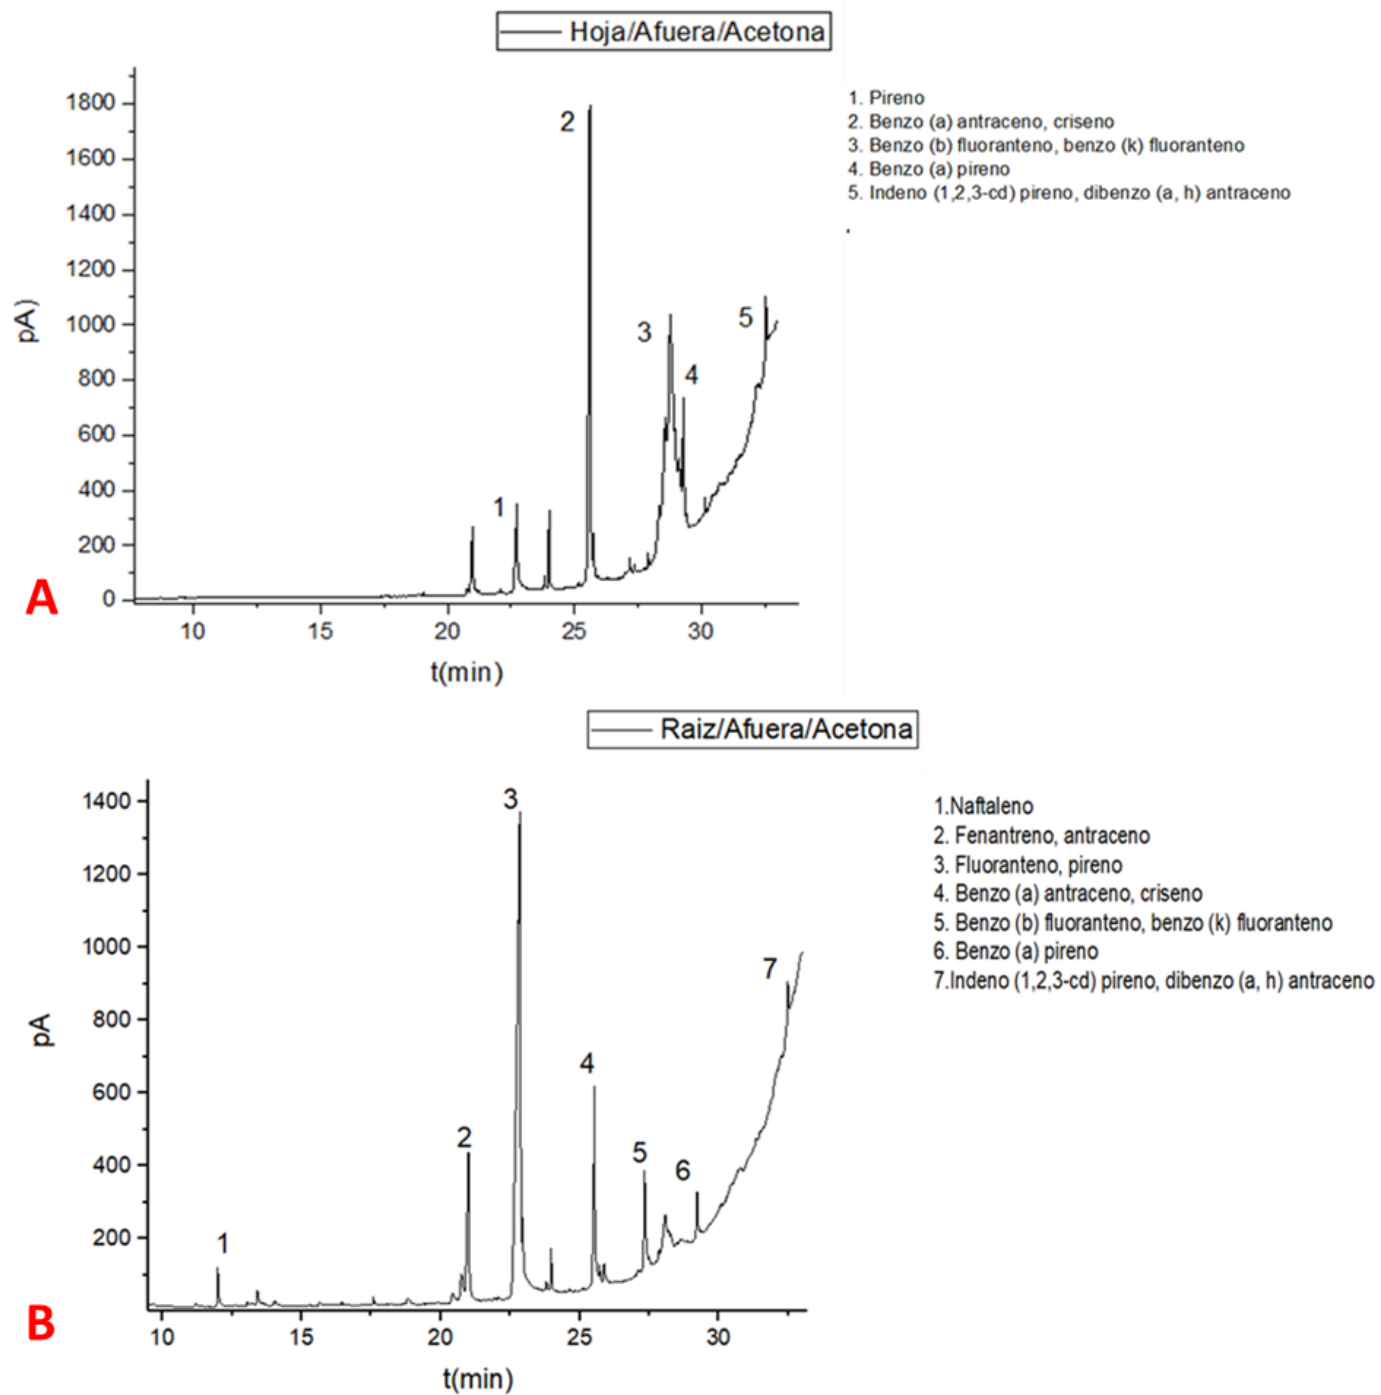 Hoja/Afuera/Acetona
1. Pireno
2. Benzo (a) antraceno, criseno
3. Benzo (b) fluoranteno, benzo (k) fluoranteno
4. Benzo (a) pireno
5. Indeno (1,2,3-cd) pireno, dibenzo (a, h) antraceno
1800
1600
1400
1200
1000
800
600
400
200
0
pA)
1
2
3
4
5
10 15 20 25 30
t(min)
A
Raiz/Afuera/Acetona
1.Naftaleno
2. Fenantreno, antraceno
3. Fluoranteno, pireno
4. Benzo (a) antraceno, criseno
5. Benzo (b) fluoranteno, benzo (k) fluoranteno
6. Benzo (a) pireno
7.Indeno (1,2,3-cd) pireno, dibenzo (a, h) antraceno
1400
1200
1000
800
600
400
200
pA
1
2
3
4
5
6
7
10 15 20 25 30
t(min)
B